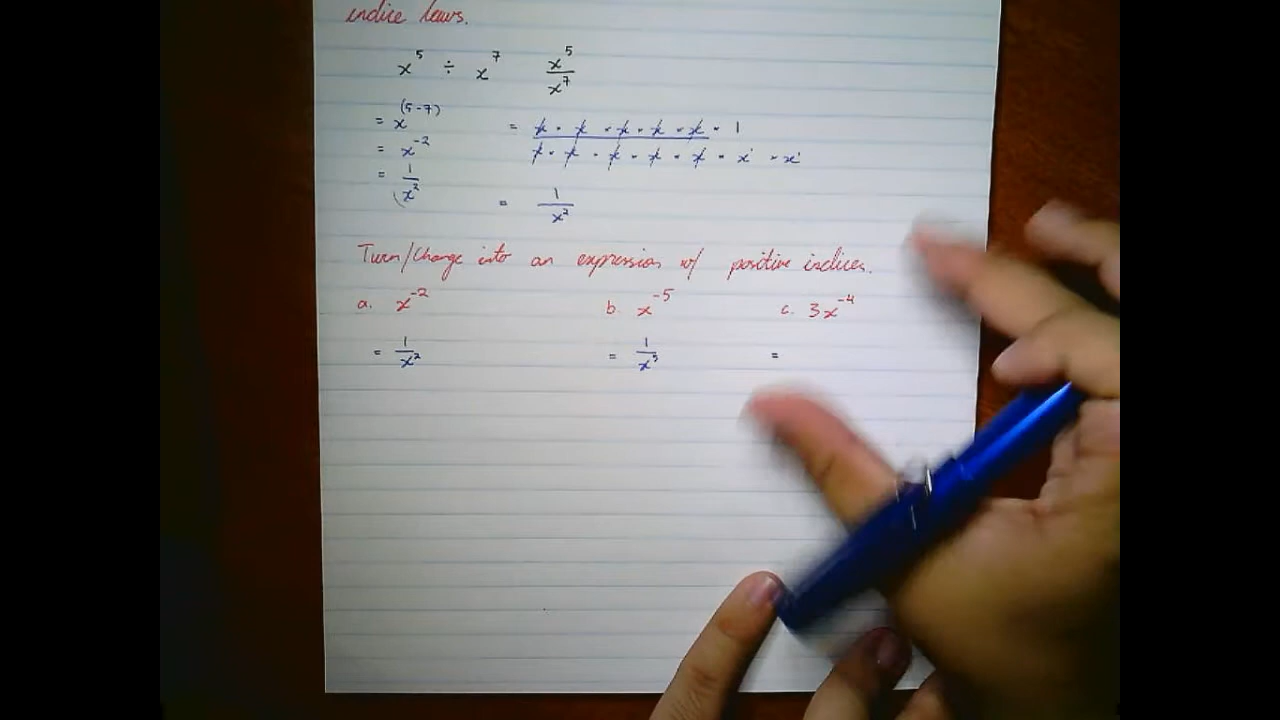 indice laws.
x⁵ ÷ x⁷ x⁵/x⁷
= x⁽⁵⁻⁷⁾ = x · x · x · x · x · 1 / x · x · x · x · x · x · x
= x⁻²
= 1/x² = 1/x²
Turn/Change into an expression w/ positive indices.
a. x⁻² b. x⁻⁵ c. 3x⁻⁴
= 1/x² = 1/x⁵ =